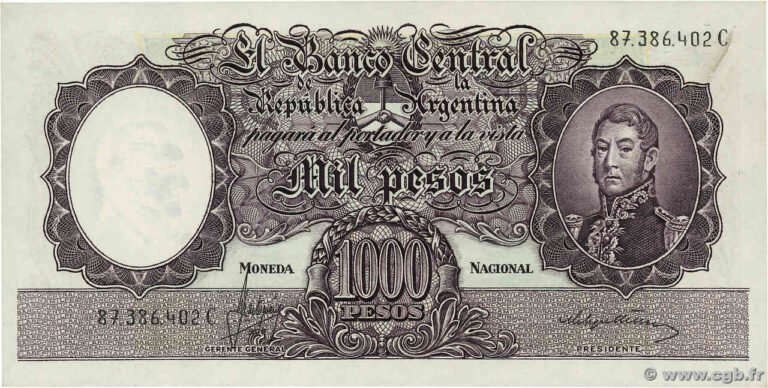 87.386.402 C
El Banco Central
de la
República Argentina
pagará al portador y a la vista
Mil pesos
MONEDA NACIONAL
1000
PESOS
87.386.402 C
GERENTE GENERAL
PRESIDENTE
© www.cgb.fr